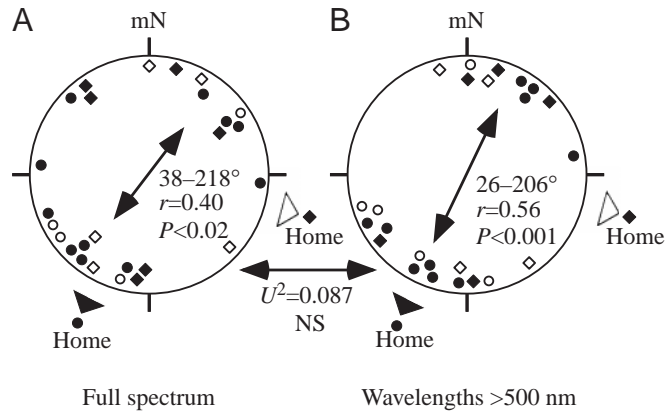 A
mN
38–218°
r=0.40
P<0.02
Home
Home
Full spectrum
U²=0.087
NS
B
mN
26–206°
r=0.56
P<0.001
Home
Home
Wavelengths >500 nm